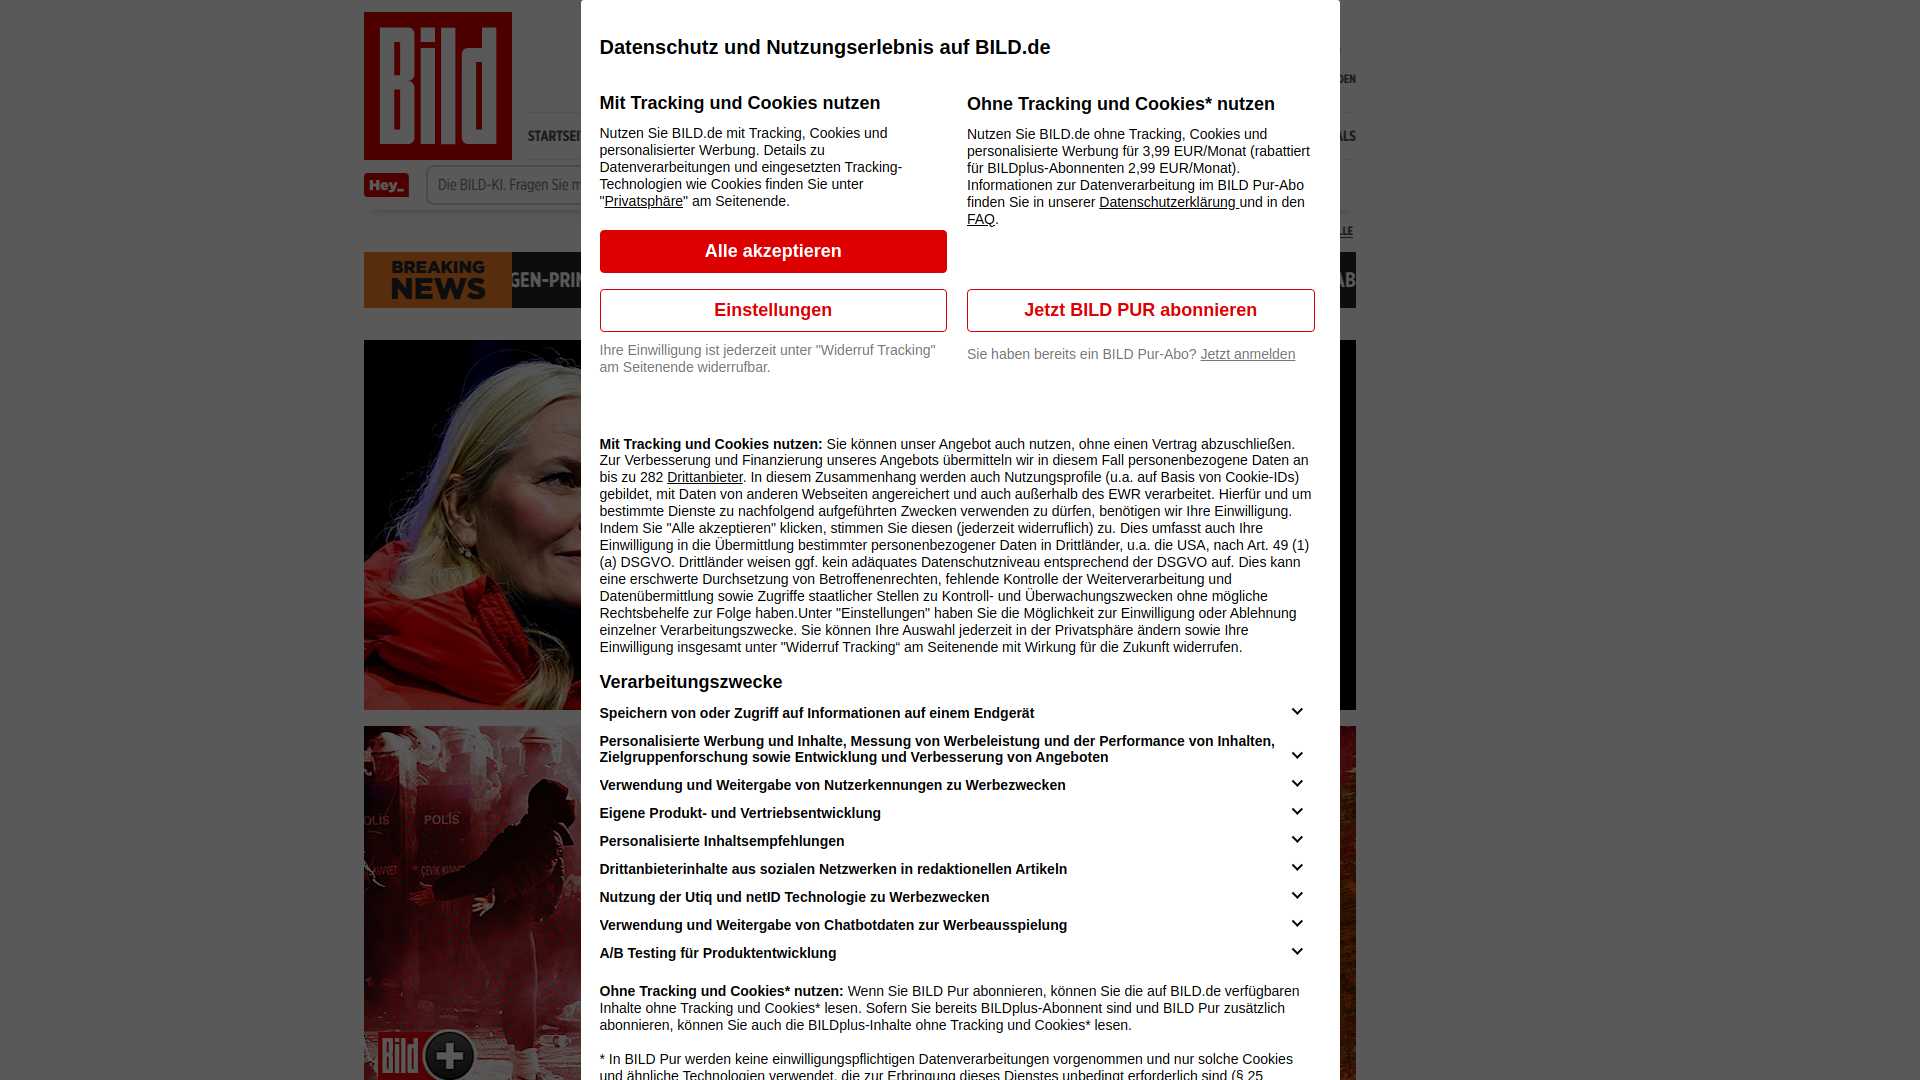 Bild
STARTSEI
Hey_
Die BILD-KI. Fragen Sie m
BREAKING
NEWS
GEN-PRIN
DEN
ALS
LLE
AB
Datenschutz und Nutzungserlebnis auf BILD.de
Mit Tracking und Cookies nutzen
Nutzen Sie BILD.de mit Tracking, Cookies und
personalisierter Werbung. Details zu
Datenverarbeitungen und eingesetzten Tracking-
Technologien wie Cookies finden Sie unter
"Privatsphäre" am Seitenende.
Alle akzeptieren
Einstellungen
Ihre Einwilligung ist jederzeit unter "Widerruf Tracking"
am Seitenende widerrufbar.
Ohne Tracking und Cookies* nutzen
Nutzen Sie BILD.de ohne Tracking, Cookies und
personalisierte Werbung für 3,99 EUR/Monat (rabattiert
für BILDplus-Abonnenten 2,99 EUR/Monat).
Informationen zur Datenverarbeitung im BILD Pur-Abo
finden Sie in unserer Datenschutzerklärung und in den
FAQ.
Jetzt BILD PUR abonnieren
Sie haben bereits ein BILD Pur-Abo? Jetzt anmelden
Mit Tracking und Cookies nutzen: Sie können unser Angebot auch nutzen, ohne einen Vertrag abzuschließen.
Zur Verbesserung und Finanzierung unseres Angebots übermitteln wir in diesem Fall personenbezogene Daten an
bis zu 282 Drittanbieter. In diesem Zusammenhang werden auch Nutzungsprofile (u.a. auf Basis von Cookie-IDs)
gebildet, mit Daten von anderen Webseiten angereichert und auch außerhalb des EWR verarbeitet. Hierfür und um
bestimmte Dienste zu nachfolgend aufgeführten Zwecken verwenden zu dürfen, benötigen wir Ihre Einwilligung.
Indem Sie "Alle akzeptieren" klicken, stimmen Sie diesen (jederzeit widerruflich) zu. Dies umfasst auch Ihre
Einwilligung in die Übermittlung bestimmter personenbezogener Daten in Drittländer, u.a. die USA, nach Art. 49 (1)
(a) DSGVO. Drittländer weisen ggf. kein adäquates Datenschutzniveau entsprechend der DSGVO auf. Dies kann
eine erschwerte Durchsetzung von Betroffenenrechten, fehlende Kontrolle der Weiterverarbeitung und
Datenübermittlung sowie Zugriffe staatlicher Stellen zu Kontroll- und Überwachungszwecken ohne mögliche
Rechtsbehelfe zur Folge haben.Unter "Einstellungen" haben Sie die Möglichkeit zur Einwilligung oder Ablehnung
einzelner Verarbeitungszwecke. Sie können Ihre Auswahl jederzeit in der Privatsphäre ändern sowie Ihre
Einwilligung insgesamt unter "Widerruf Tracking“ am Seitenende mit Wirkung für die Zukunft widerrufen.
Verarbeitungszwecke
Speichern von oder Zugriff auf Informationen auf einem Endgerät
Personalisierte Werbung und Inhalte, Messung von Werbeleistung und der Performance von Inhalten,
Zielgruppenforschung sowie Entwicklung und Verbesserung von Angeboten
Verwendung und Weitergabe von Nutzerkennungen zu Werbezwecken
Eigene Produkt- und Vertriebsentwicklung
Personalisierte Inhaltsempfehlungen
Drittanbieterinhalte aus sozialen Netzwerken in redaktionellen Artikeln
Nutzung der Utiq und netID Technologie zu Werbezwecken
Verwendung und Weitergabe von Chatbotdaten zur Werbeausspielung
A/B Testing für Produktentwicklung
Ohne Tracking und Cookies* nutzen: Wenn Sie BILD Pur abonnieren, können Sie die auf BILD.de verfügbaren
Inhalte ohne Tracking und Cookies* lesen. Sofern Sie bereits BILDplus-Abonnent sind und BILD Pur zusätzlich
abonnieren, können Sie auch die BILDplus-Inhalte ohne Tracking und Cookies* lesen.
* In BILD Pur werden keine einwilligungspflichtigen Datenverarbeitungen vorgenommen und nur solche Cookies
und ähnliche Technologien verwendet, die zur Erbringung dieses Dienstes unbedingt erforderlich sind (§ 25
POLİS
Bild